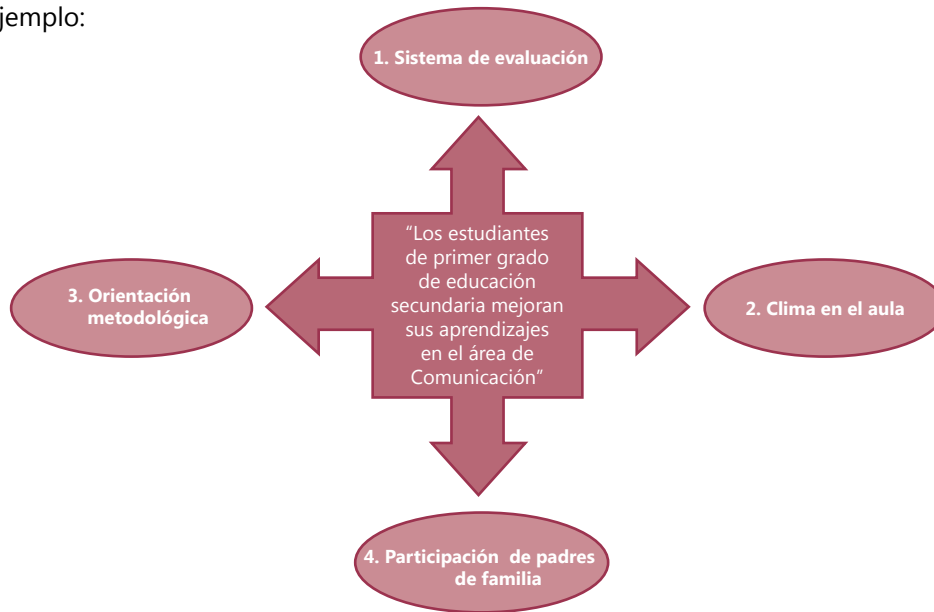 jemplo:
1. Sistema de evaluación
“Los estudiantes
de primer grado
de educación
secundaria mejoran
sus aprendizajes
en el área de
Comunicación“
3. Orientación
metodológica
2. Clima en el aula
4. Participación de padres
de familia